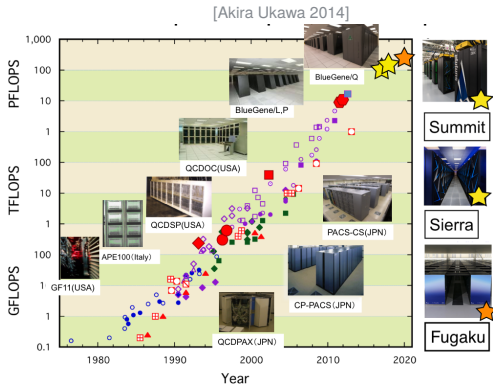 [Akira Ukawa 2014]
1,000
100
10
1
100
10
1
100
10
1
0.1
PFLOPS
TFLOPS
GFLOPS
1980
1990
2000
2010
2020
Year
BlueGene/Q
BlueGene/L,P
QCDOC(USA)
QCDSP(USA)
APE100(Italy)
GF11(USA)
PACS-CS(JPN)
CP-PACS(JPN)
QCDPAX(JPN)
Summit
Sierra
Fugaku